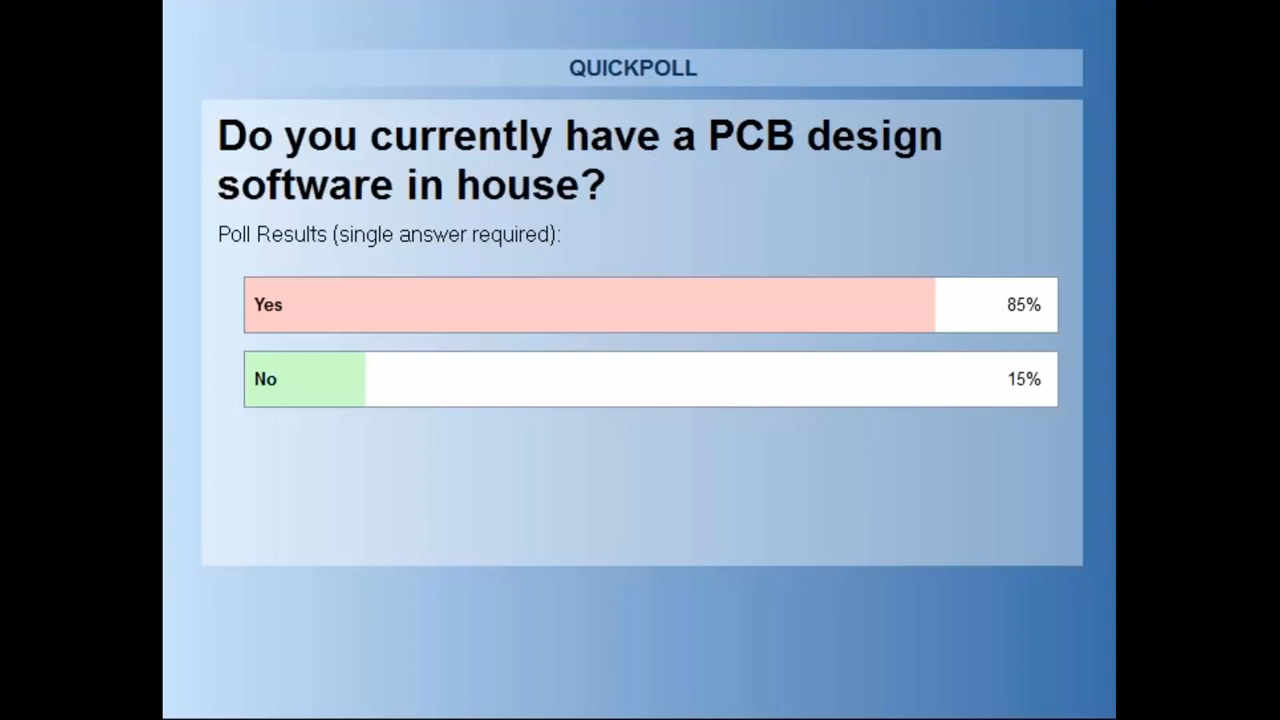 QUICKPOLL
Do you currently have a PCB design
software in house?
Poll Results (single answer required):
Yes 85%
No 15%